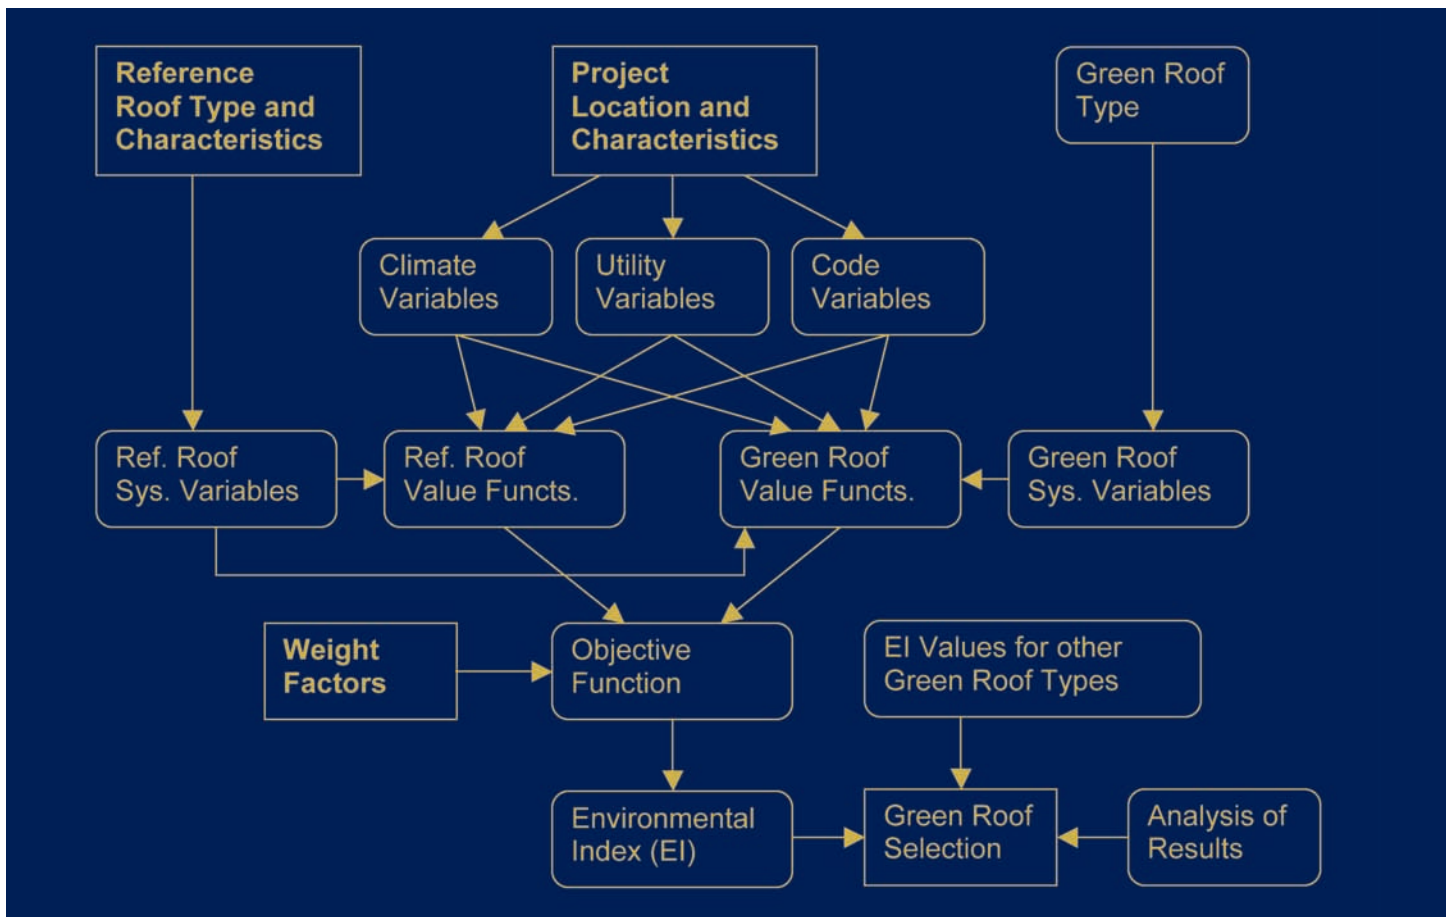 Reference
Roof Type and
Characteristics
Project
Location and
Characteristics
Green Roof
Type
Climate
Variables
Utility
Variables
Code
Variables
Ref. Roof
Sys. Variables
Ref. Roof
Value Functs.
Green Roof
Value Functs.
Green Roof
Sys. Variables
Weight
Factors
Objective
Function
EI Values for other
Green Roof Types
Environmental
Index (EI)
Green Roof
Selection
Analysis of
Results